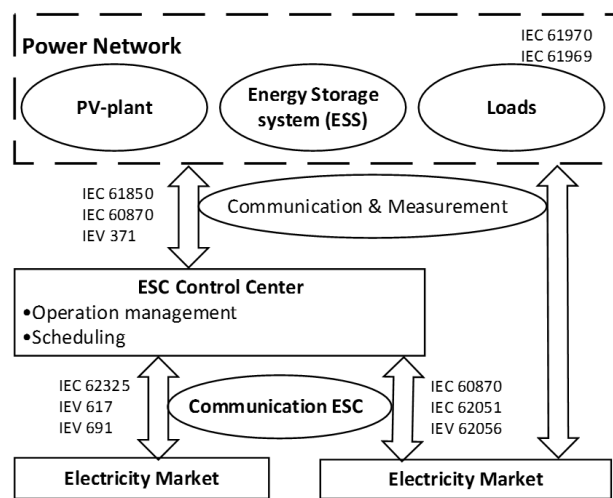 Power Network
IEC 61970
IEC 61969
PV-plant
Energy Storage
system (ESS)
Loads
IEC 61850
IEC 60870
IEV 371
Communication & Measurement
ESC Control Center
•Operation management
•Scheduling
IEC 62325
IEV 617
IEV 691
Communication ESC
IEC 60870
IEC 62051
IEV 62056
Electricity Market
Electricity Market